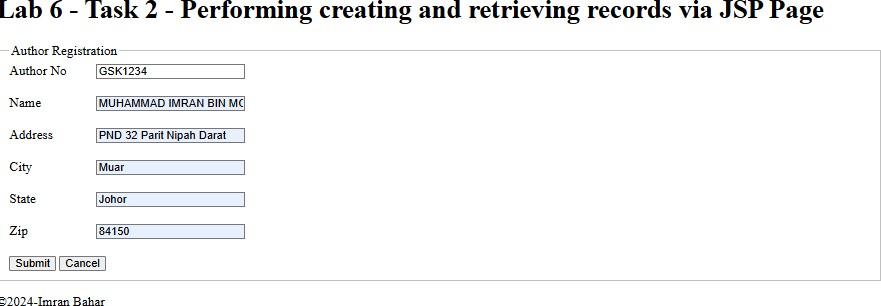 Lab 6 - Task 2 - Performing creating and retrieving records via JSP Page
Author Registration
Author No GSK1234
Name MUHAMMAD IMRAN BIN
Address PND 32 Parit Nipah Darat
City Muar
State Johor
Zip 84150
Submit Cancel
©2024-Imran Bahar